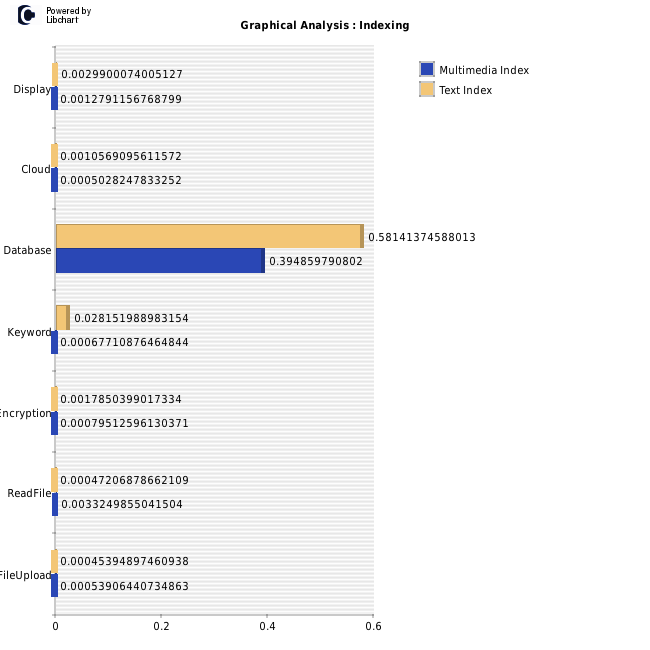 Powered by
Libchart
Graphical Analysis : Indexing
Multimedia Index
Text Index
Display
0.0029900074005127
0.0012791156768799
Cloud
0.0010569095611572
0.0005028247833252
Database
0.58141374588013
0.394859790802
Keyword
0.028151988983154
0.00067710876464844
Encryption
0.0017850399017334
0.00079512596130371
ReadFile
0.00047206878662109
0.0033249855041504
FileUpload
0.00045394897460938
0.00053906440734863
0 0.2 0.4 0.6